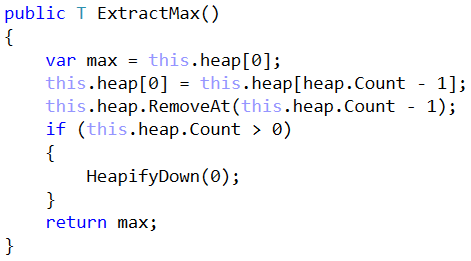 public T ExtractMax()
{
    var max = this.heap[0];
    this.heap[0] = this.heap[heap.Count - 1];
    this.heap.RemoveAt(this.heap.Count - 1);
    if (this.heap.Count > 0)
    {
        HeapifyDown(0);
    }
    return max;
}